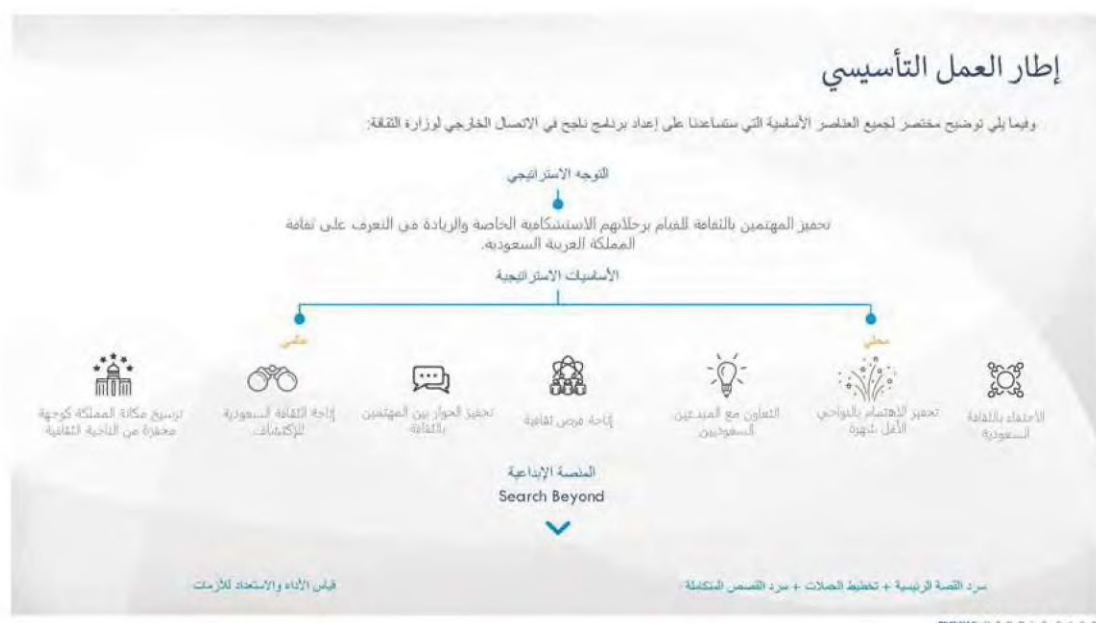 إطار العمل التأسيسي
وفيما يلي توضيح مختصر لجميع العناصر الأساسية التي ستساعدنا على إعداد برنامج ناجح في الاتصال الخارجي لوزارة الثقافة:
التوجه الاستراتيجي
تحفيز المهتمين بالثقافة للقيام برحلاتهم الاستشكافية الخاصة والريادة في التعرف على ثقافة
المملكة العربية السعودية.
الأساسيات الاستراتيجية
محلي
عالمي
الاحتفاء بالثقافة
السعودية
تحفيز الاهتمام بالنواحي
الأقل شهرة
التعاون مع المبدعين
السعوديين
إتاحة فرص ثقافية
تحفيز الحوار بين المهتمين
بالثقافة
إتاحة الثقافة السعودية
للإكتشاف
ترسيخ مكانة المملكة كوجهة
محفزة من الناحية الثقافية
المنصة الإبداعية
Search Beyond
سرد القصة الرئيسية + تخطيط الحملات + سرد القصص المتكاملة
قياس الأداء والاستعداد للأزمات